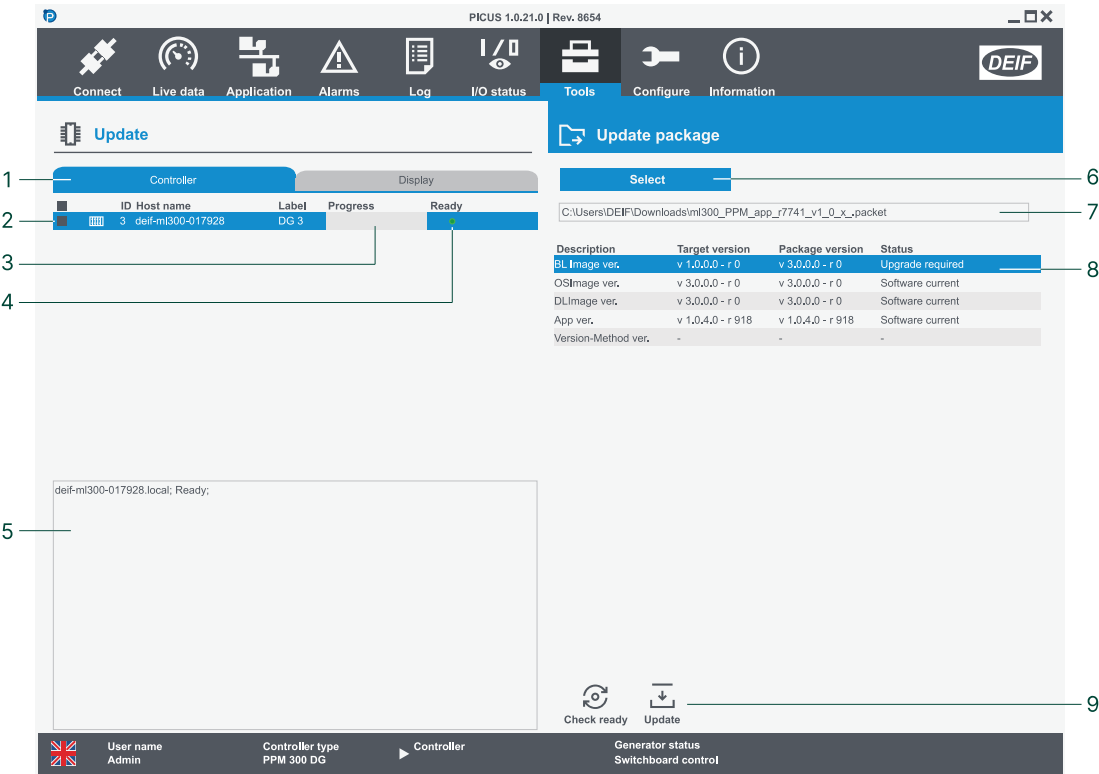 PICUS 1.0.21.0 | Rev. 8654
Connect Live data Application Alarms Log I/O status Tools Configure Information
DEIF
Update
Update package
1 Controller Display
Select 6
ID Host name Label Progress Ready
2 3 deif-ml300-017928 DG 3
C:\Users\DEIF\Downloads\ml300_PPM_app_r7741_v1_0_x_.packet 7
3
4
Description Target version Package version Status
BL Image ver. v 1.0.0.0 - r 0 v 3.0.0.0 - r 0 Upgrade required 8
OSImage ver. v 3.0.0.0 - r 0 v 3.0.0.0 - r 0 Software current
DLImage ver. v 3.0.0.0 - r 0 v 3.0.0.0 - r 0 Software current
App ver. v 1.0.4.0 - r 918 v 1.0.4.0 - r 918 Software current
Version-Method ver. - - -
deif-ml300-017928.local; Ready;
5
Check ready Update 9
User name Controller type Controller Generator status
Admin PPM 300 DG Switchboard control